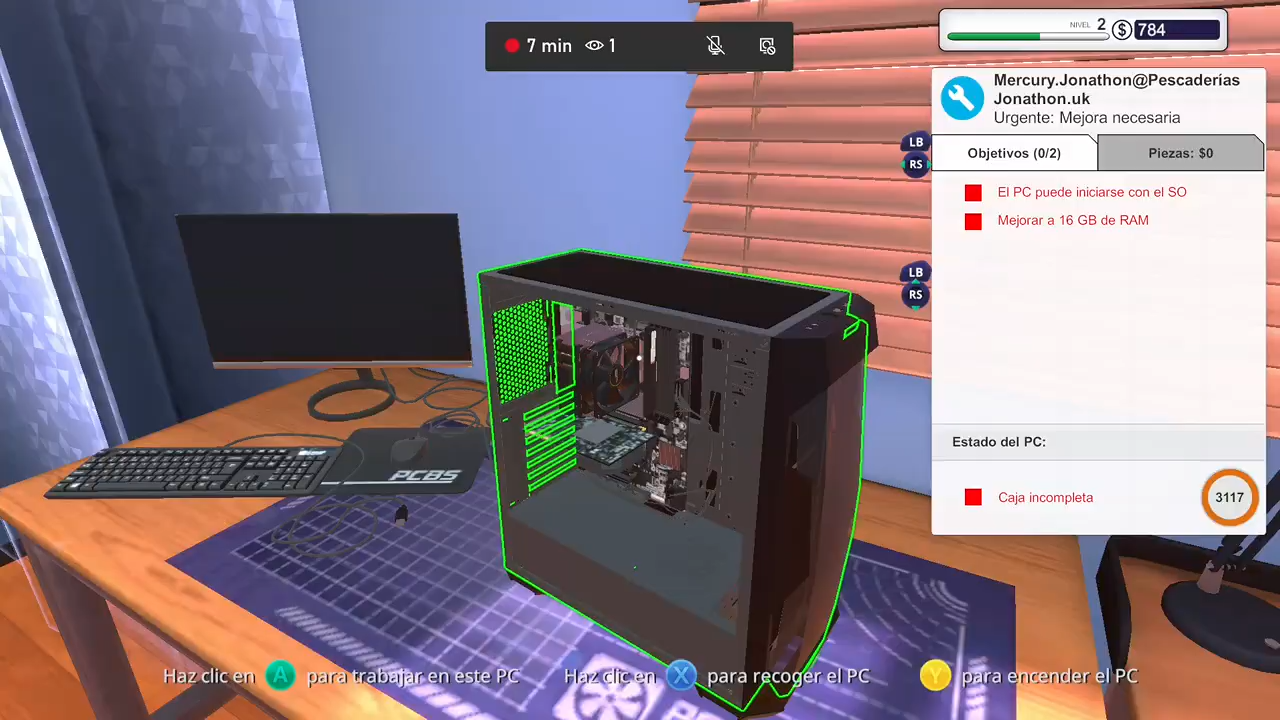 7 min 1
NIVEL 2 $ 784
Mercury.Jonathon@Pescaderías
Jonathon.uk
Urgente: Mejora necesaria
LB
RS
Objetivos (0/2) Piezas: $0
El PC puede iniciarse con el SO
Mejorar a 16 GB de RAM
LB
RS
Estado del PC:
Caja incompleta 3117
PCBS
Haz clic en A para trabajar en este PC Haz clic en X para recoger el PC Y para encender el PC